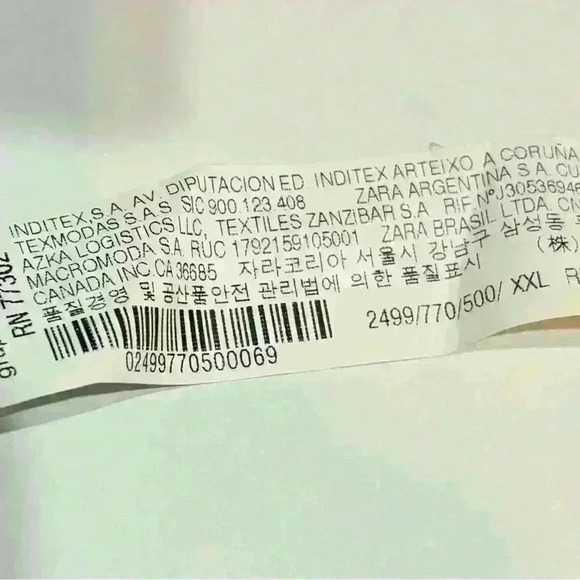 INDITEX,S.A. AV. DIPUTACION ED. INDITEX ARTEIXO A CORUÑA
TEXMODAS S.A.S. SIC 900.123.408 ZARA ARGENTINA S.A. CU
AZKA LOGISTICS LLC, TEXTILES ZANZIBAR S.A. RIF. NºJ30536946
MACROMODA S.A. RUC 1792159105001 ZARA BRASIL LTDA. CN
CANADA INC.CA 36685 자라코리아 서울시 강남구 삼성동
품질경영 및 공산품안전 관리법에 의한 품질표시 (株)
RN 77302
02499770500069
2499/770/500/ XXL R